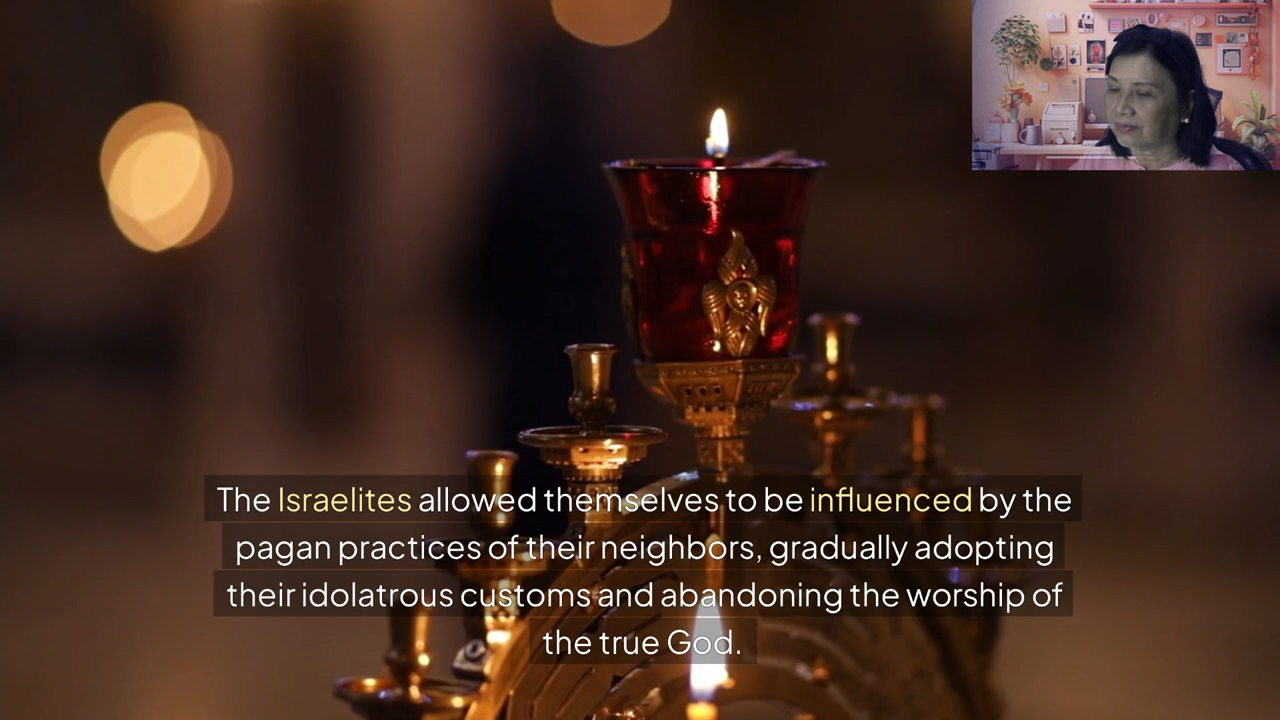 The Israelites allowed themselves to be influenced by the
pagan practices of their neighbors, gradually adopting
their idolatrous customs and abandoning the worship of
the true God.